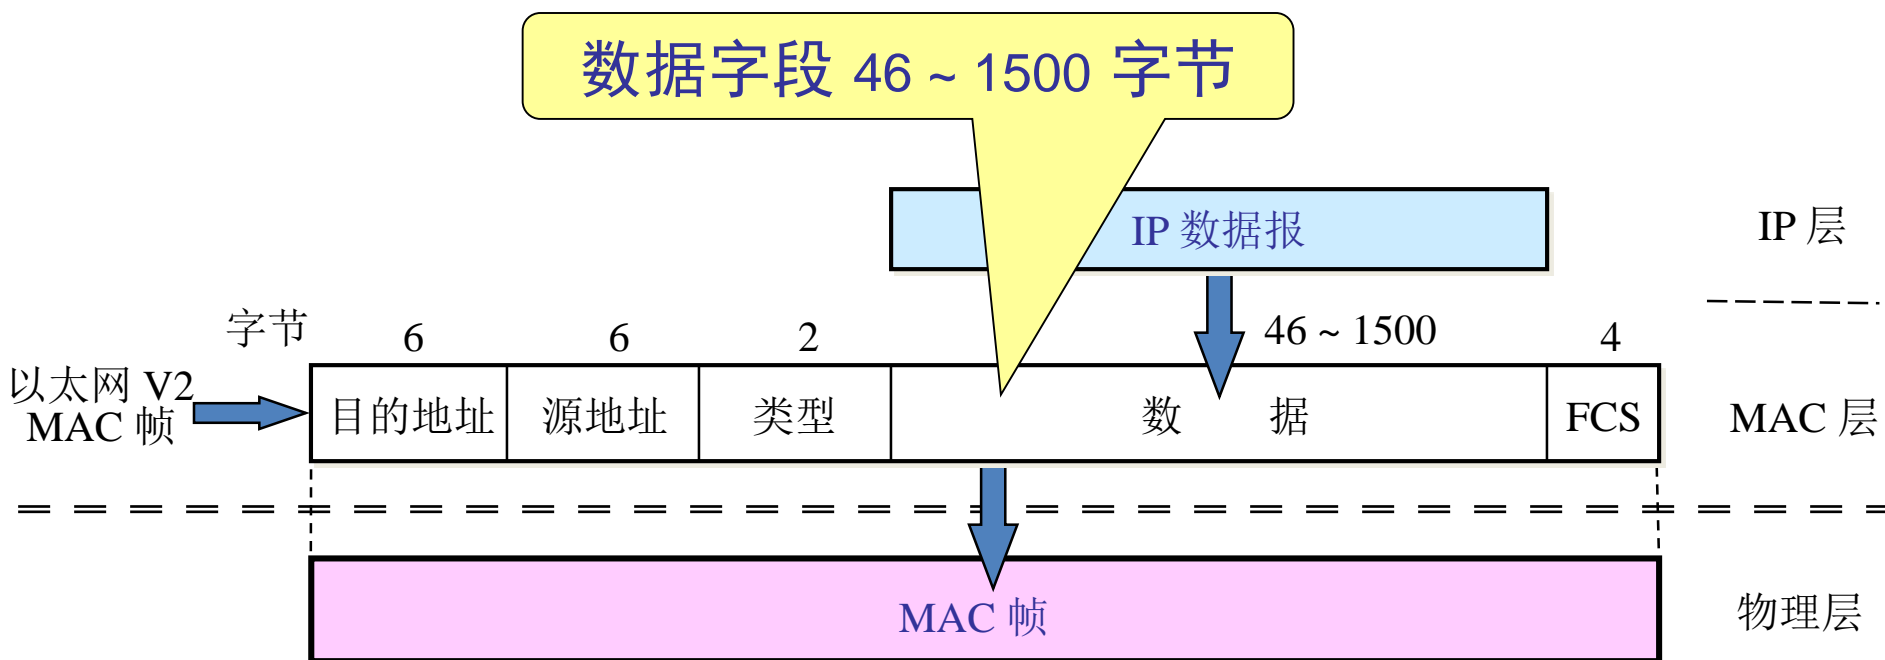 数据字段 46 ~ 1500 字节
IP 数据报
IP 层
字节
6
6
2
46 ~ 1500
4
以太网 V2
MAC 帧
目的地址
源地址
类型
数 据
FCS
MAC 层
MAC 帧
物理层